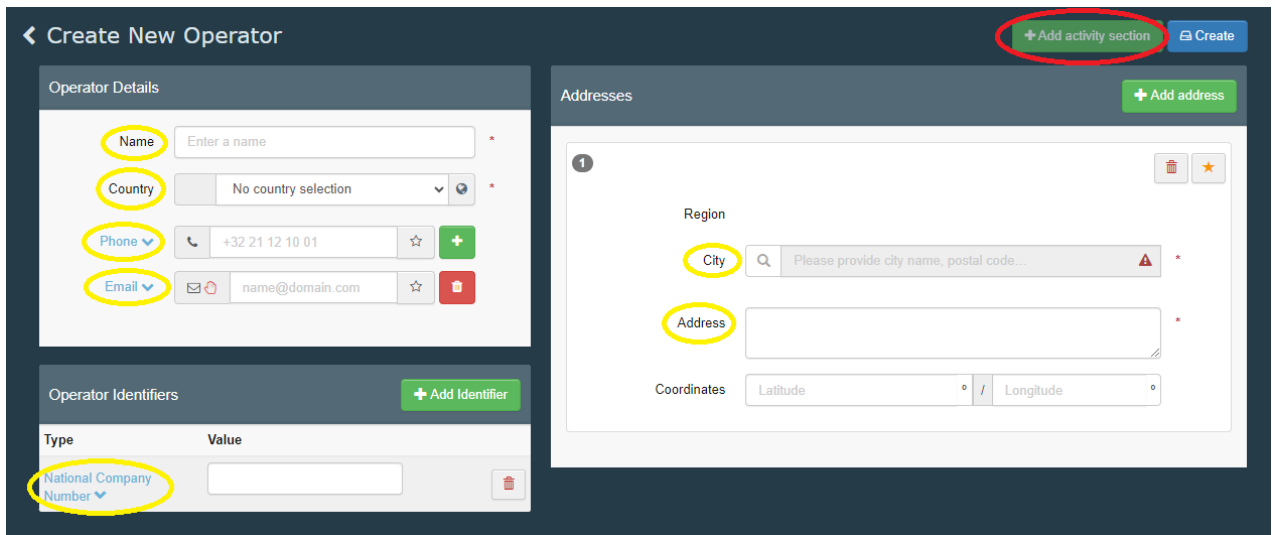 Create New Operator
+ Add activity section
Create
Operator Details
Name
Enter a name
*
Country
No country selection
*
Phone
+32 21 12 10 01
Email
name@domain.com
Operator Identifiers
+ Add Identifier
Type Value
National Company
Number
Addresses
+ Add address
1
Region
City
Please provide city name, postal code...
*
Address
*
Coordinates
Latitude
º
/
Longitude
º